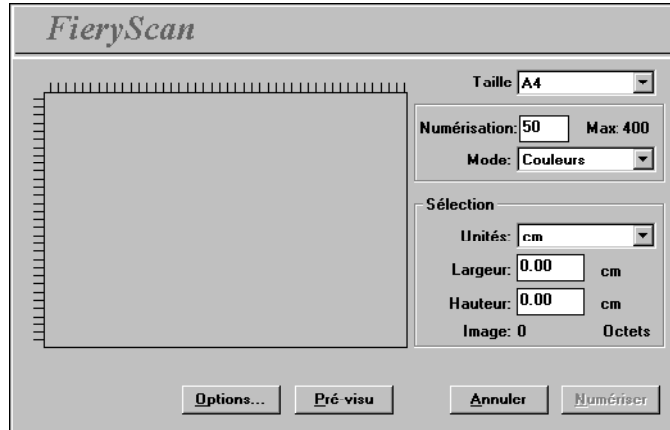 FieryScan
Taille A4
Numérisation: 50 Max: 400
Mode: Couleurs
Sélection
Unités: cm
Largeur: 0.00 cm
Hauteur: 0.00 cm
Image: 0 Octets
Options... Pré-visu Annuler Numériser